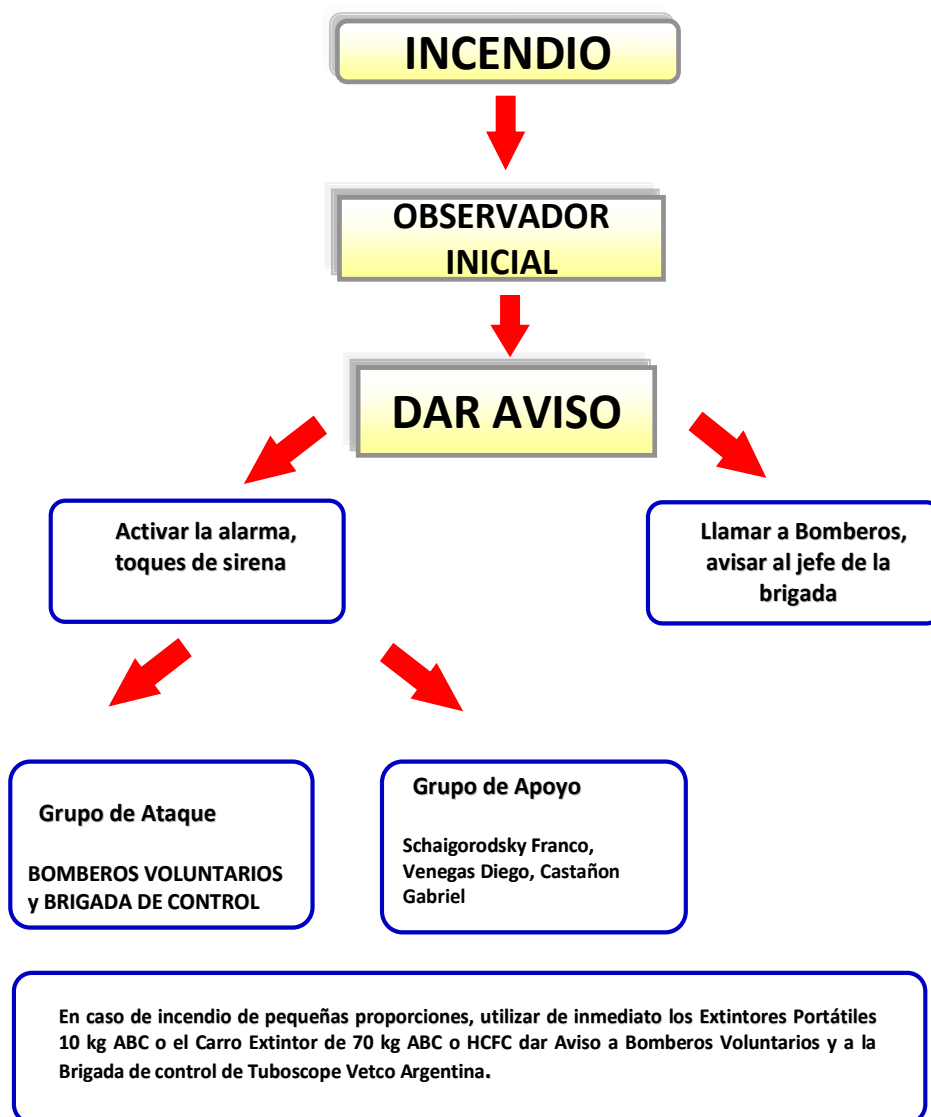 INCENDIO
OBSERVADOR
INICIAL
DAR AVISO
Activar la alarma,
toques de sirena
Llamar a Bomberos,
avisar al jefe de la
brigada
Grupo de Ataque
BOMBEROS VOLUNTARIOS
y BRIGADA DE CONTROL
Grupo de Apoyo
Schaigorodsky Franco,
Venegas Diego, Castañon
Gabriel
En caso de incendio de pequeñas proporciones, utilizar de inmediato los Extintores Portátiles
10 kg ABC o el Carro Extintor de 70 kg ABC o HCFC dar Aviso a Bomberos Voluntarios y a la
Brigada de control de Tuboscope Vetco Argentina.